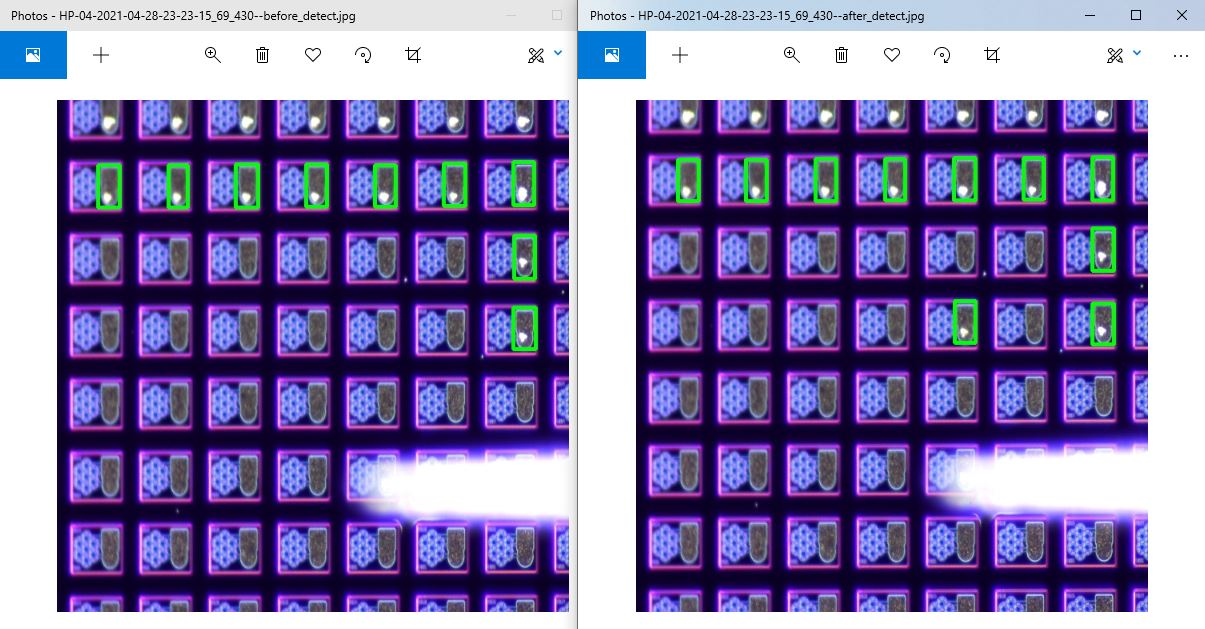 Photos - HP-04-2021-04-28-23-23-15_69_430--before_detect.jpg
Photos - HP-04-2021-04-28-23-23-15_69_430--after_detect.jpg